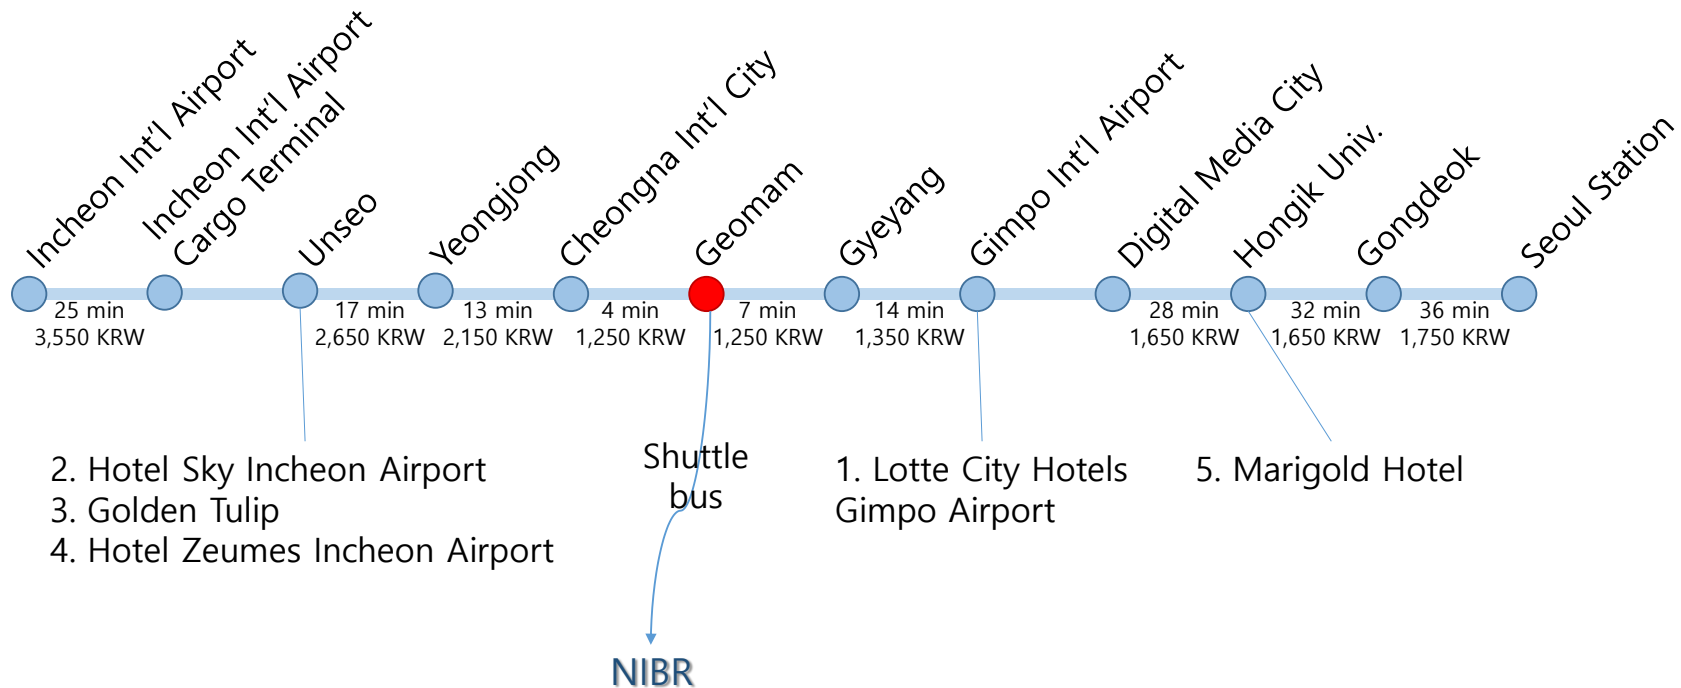 Incheon Int'l Airport
Incheon Int'l Airport
Cargo Terminal
Unseo
Yeongjong
Cheongna Int'l City
Geomam
Gyeyang
Gimpo Int'l Airport
Digital Media City
Hongik Univ.
Gongdeok
Seoul Station
25 min
3,550 KRW
17 min
2,650 KRW
13 min
2,150 KRW
4 min
1,250 KRW
7 min
1,250 KRW
14 min
1,350 KRW
28 min
1,650 KRW
32 min
1,650 KRW
36 min
1,750 KRW
2. Hotel Sky Incheon Airport
3. Golden Tulip
4. Hotel Zeumes Incheon Airport
Shuttle
bus
1. Lotte City Hotels
Gimpo Airport
5. Marigold Hotel
NIBR